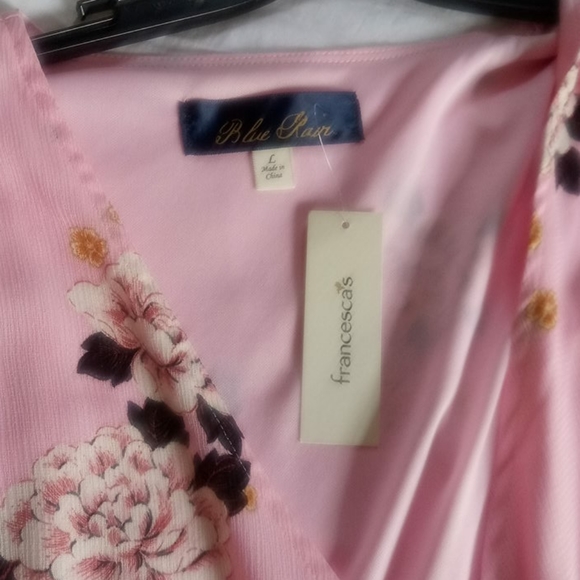 Blue Rain
L
Made in
China
francesca's